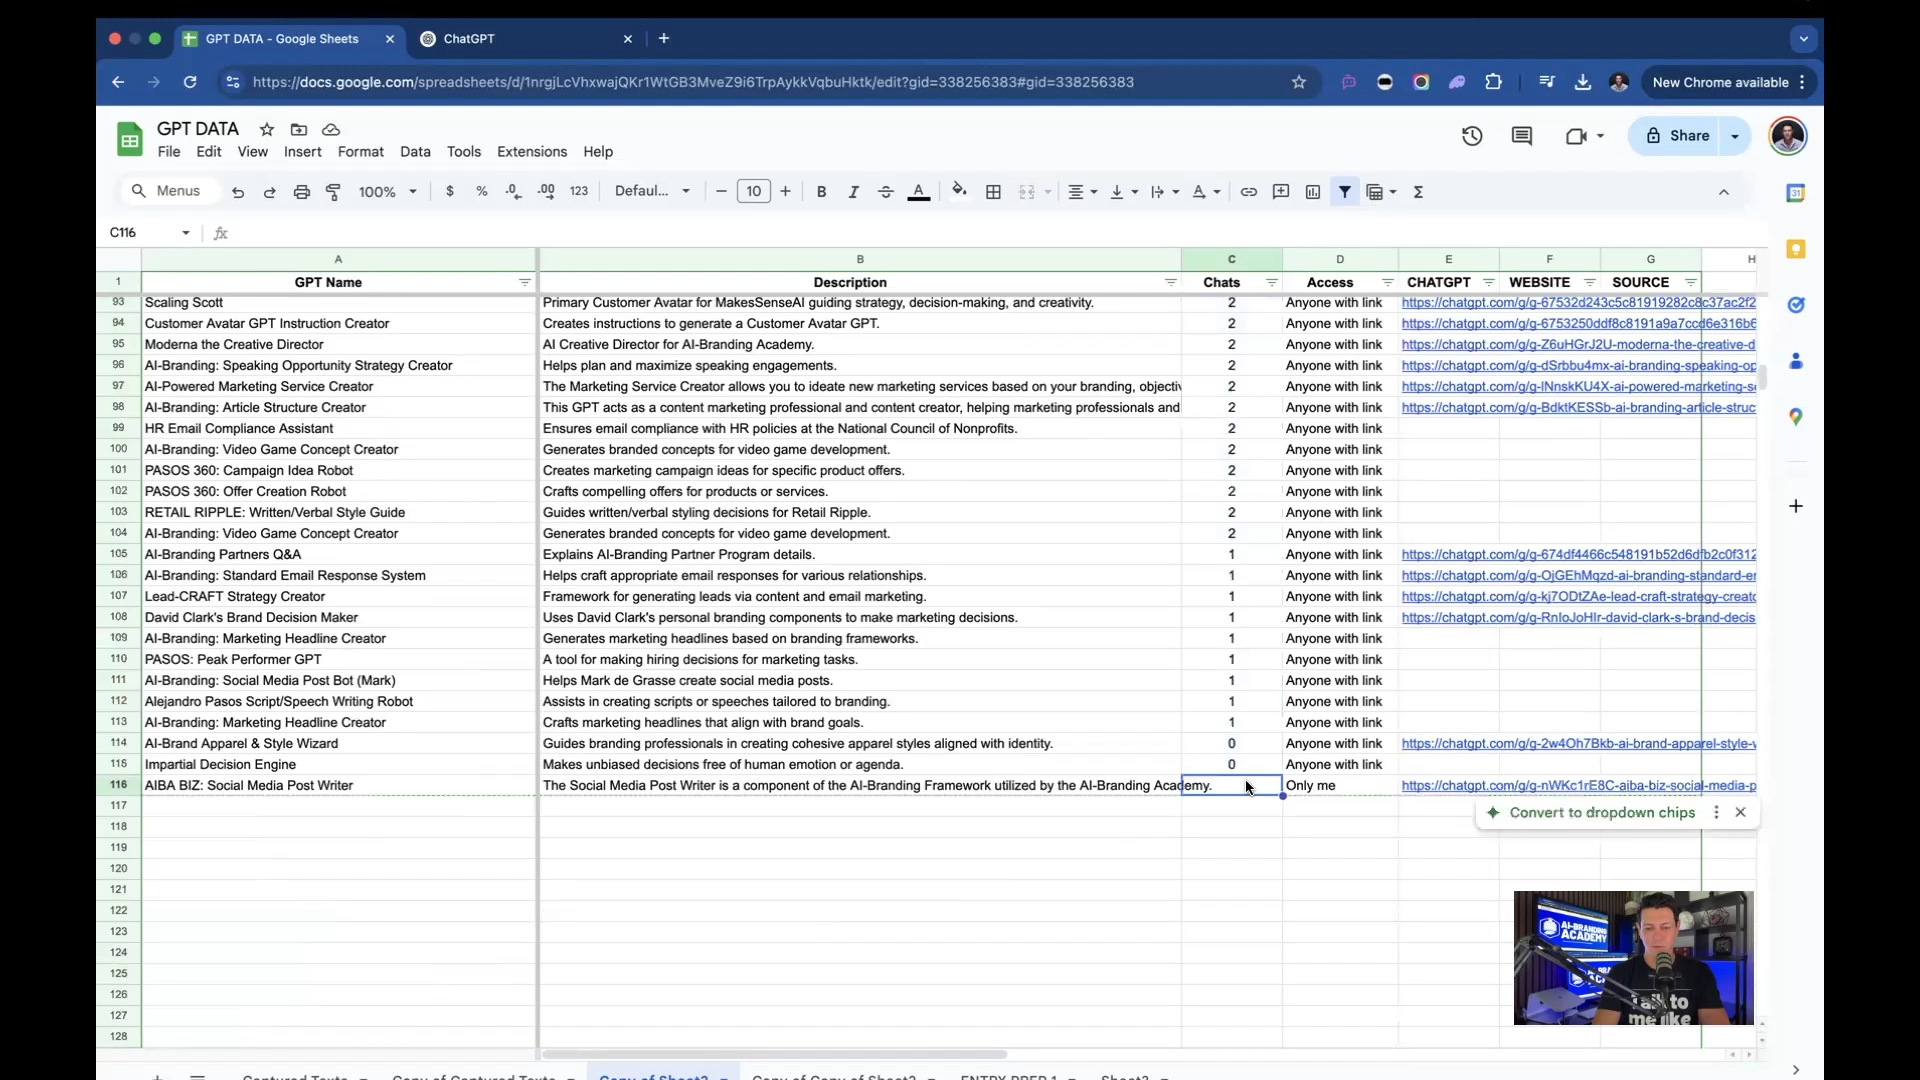 GPT DATA - Google Sheets
ChatGPT
https://docs.google.com/spreadsheets/d/1nrgjLcVhxwajQKr1WtGB3MveZ9i6TrpAykkVqbuHktk/edit?gid=338256383#gid=338256383
New Chrome available
GPT DATA
Share
File Edit View Insert Format Data Tools Extensions Help
Menus 100% $ % .0 .00 123 Defaul... − 10 + B I S A Σ
C116 fx
A B C D E F G H
1 GPT Name Description Chats Access CHATGPT WEBSITE SOURCE
93 Scaling Scott Primary Customer Avatar for MakesSenseAI guiding strategy, decision-making, and creativity. 2 Anyone with link https://chatgpt.com/g/g-67532d243c5c81919282c8c37ac2f2
94 Customer Avatar GPT Instruction Creator Creates instructions to generate a Customer Avatar GPT. 2 Anyone with link https://chatgpt.com/g/g-6753250ddf8c8191a9a7ccd6e316b6
95 Moderna the Creative Director AI Creative Director for AI-Branding Academy. 2 Anyone with link https://chatgpt.com/g/g-Z6uHGrJ2U-moderna-the-creative-d
96 AI-Branding: Speaking Opportunity Strategy Creator Helps plan and maximize speaking engagements. 2 Anyone with link https://chatgpt.com/g/g-dSrbbu4mx-ai-branding-speaking-op
97 AI-Powered Marketing Service Creator The Marketing Service Creator allows you to ideate new marketing services based on your branding, objectiv 2 Anyone with link https://chatgpt.com/g/g-lNnskKU4X-ai-powered-marketing-se
98 AI-Branding: Article Structure Creator This GPT acts as a content marketing professional and content creator, helping marketing professionals and 2 Anyone with link https://chatgpt.com/g/g-BdktKESSb-ai-branding-article-struc
99 HR Email Compliance Assistant Ensures email compliance with HR policies at the National Council of Nonprofits. 2 Anyone with link
100 AI-Branding: Video Game Concept Creator Generates branded concepts for video game development. 2 Anyone with link
101 PASOS 360: Campaign Idea Robot Creates marketing campaign ideas for specific product offers. 2 Anyone with link
102 PASOS 360: Offer Creation Robot Crafts compelling offers for products or services. 2 Anyone with link
103 RETAIL RIPPLE: Written/Verbal Style Guide Guides written/verbal styling decisions for Retail Ripple. 2 Anyone with link
104 AI-Branding: Video Game Concept Creator Generates branded concepts for video game development. 2 Anyone with link
105 AI-Branding Partners Q&A Explains AI-Branding Partner Program details. 1 Anyone with link https://chatgpt.com/g/g-674df4466c548191b52d6dfb2c0f312
106 AI-Branding: Standard Email Response System Helps craft appropriate email responses for various relationships. 1 Anyone with link https://chatgpt.com/g/g-OjGEhMqzd-ai-branding-standard-er
107 Lead-CRAFT Strategy Creator Framework for generating leads via content and email marketing. 1 Anyone with link https://chatgpt.com/g/g-kj7ODtZAe-lead-craft-strategy-creato
108 David Clark's Brand Decision Maker Uses David Clark's personal branding components to make marketing decisions. 1 Anyone with link https://chatgpt.com/g/g-RnIoJoHIr-david-clark-s-brand-decis
109 AI-Branding: Marketing Headline Creator Generates marketing headlines based on branding frameworks. 1 Anyone with link
110 PASOS: Peak Performer GPT A tool for making hiring decisions for marketing tasks. 1 Anyone with link
111 AI-Branding: Social Media Post Bot (Mark) Helps Mark de Grasse create social media posts. 1 Anyone with link
112 Alejandro Pasos Script/Speech Writing Robot Assists in creating scripts or speeches tailored to branding. 1 Anyone with link
113 AI-Branding: Marketing Headline Creator Crafts marketing headlines that align with brand goals. 1 Anyone with link
114 AI-Brand Apparel & Style Wizard Guides branding professionals in creating cohesive apparel styles aligned with identity. 0 Anyone with link https://chatgpt.com/g/g-2w4Oh7Bkb-ai-brand-apparel-style-v
115 Impartial Decision Engine Makes unbiased decisions free of human emotion or agenda. 0 Anyone with link
116 AIBA BIZ: Social Media Post Writer The Social Media Post Writer is a component of the AI-Branding Framework utilized by the AI-Branding Academy. Only me https://chatgpt.com/g/g-nWKc1rE8C-aiba-biz-social-media-p
117
Convert to dropdown chips
118
119
120
121
122
123
124
125
126
127
128
AI-BRANDING
ACADEMY
Talk to
me like
Captured Texts Copy of Captured Texts Copy of Sheet2 Copy of Copy of Sheet2 ENTRY PREP 1 Sheet3